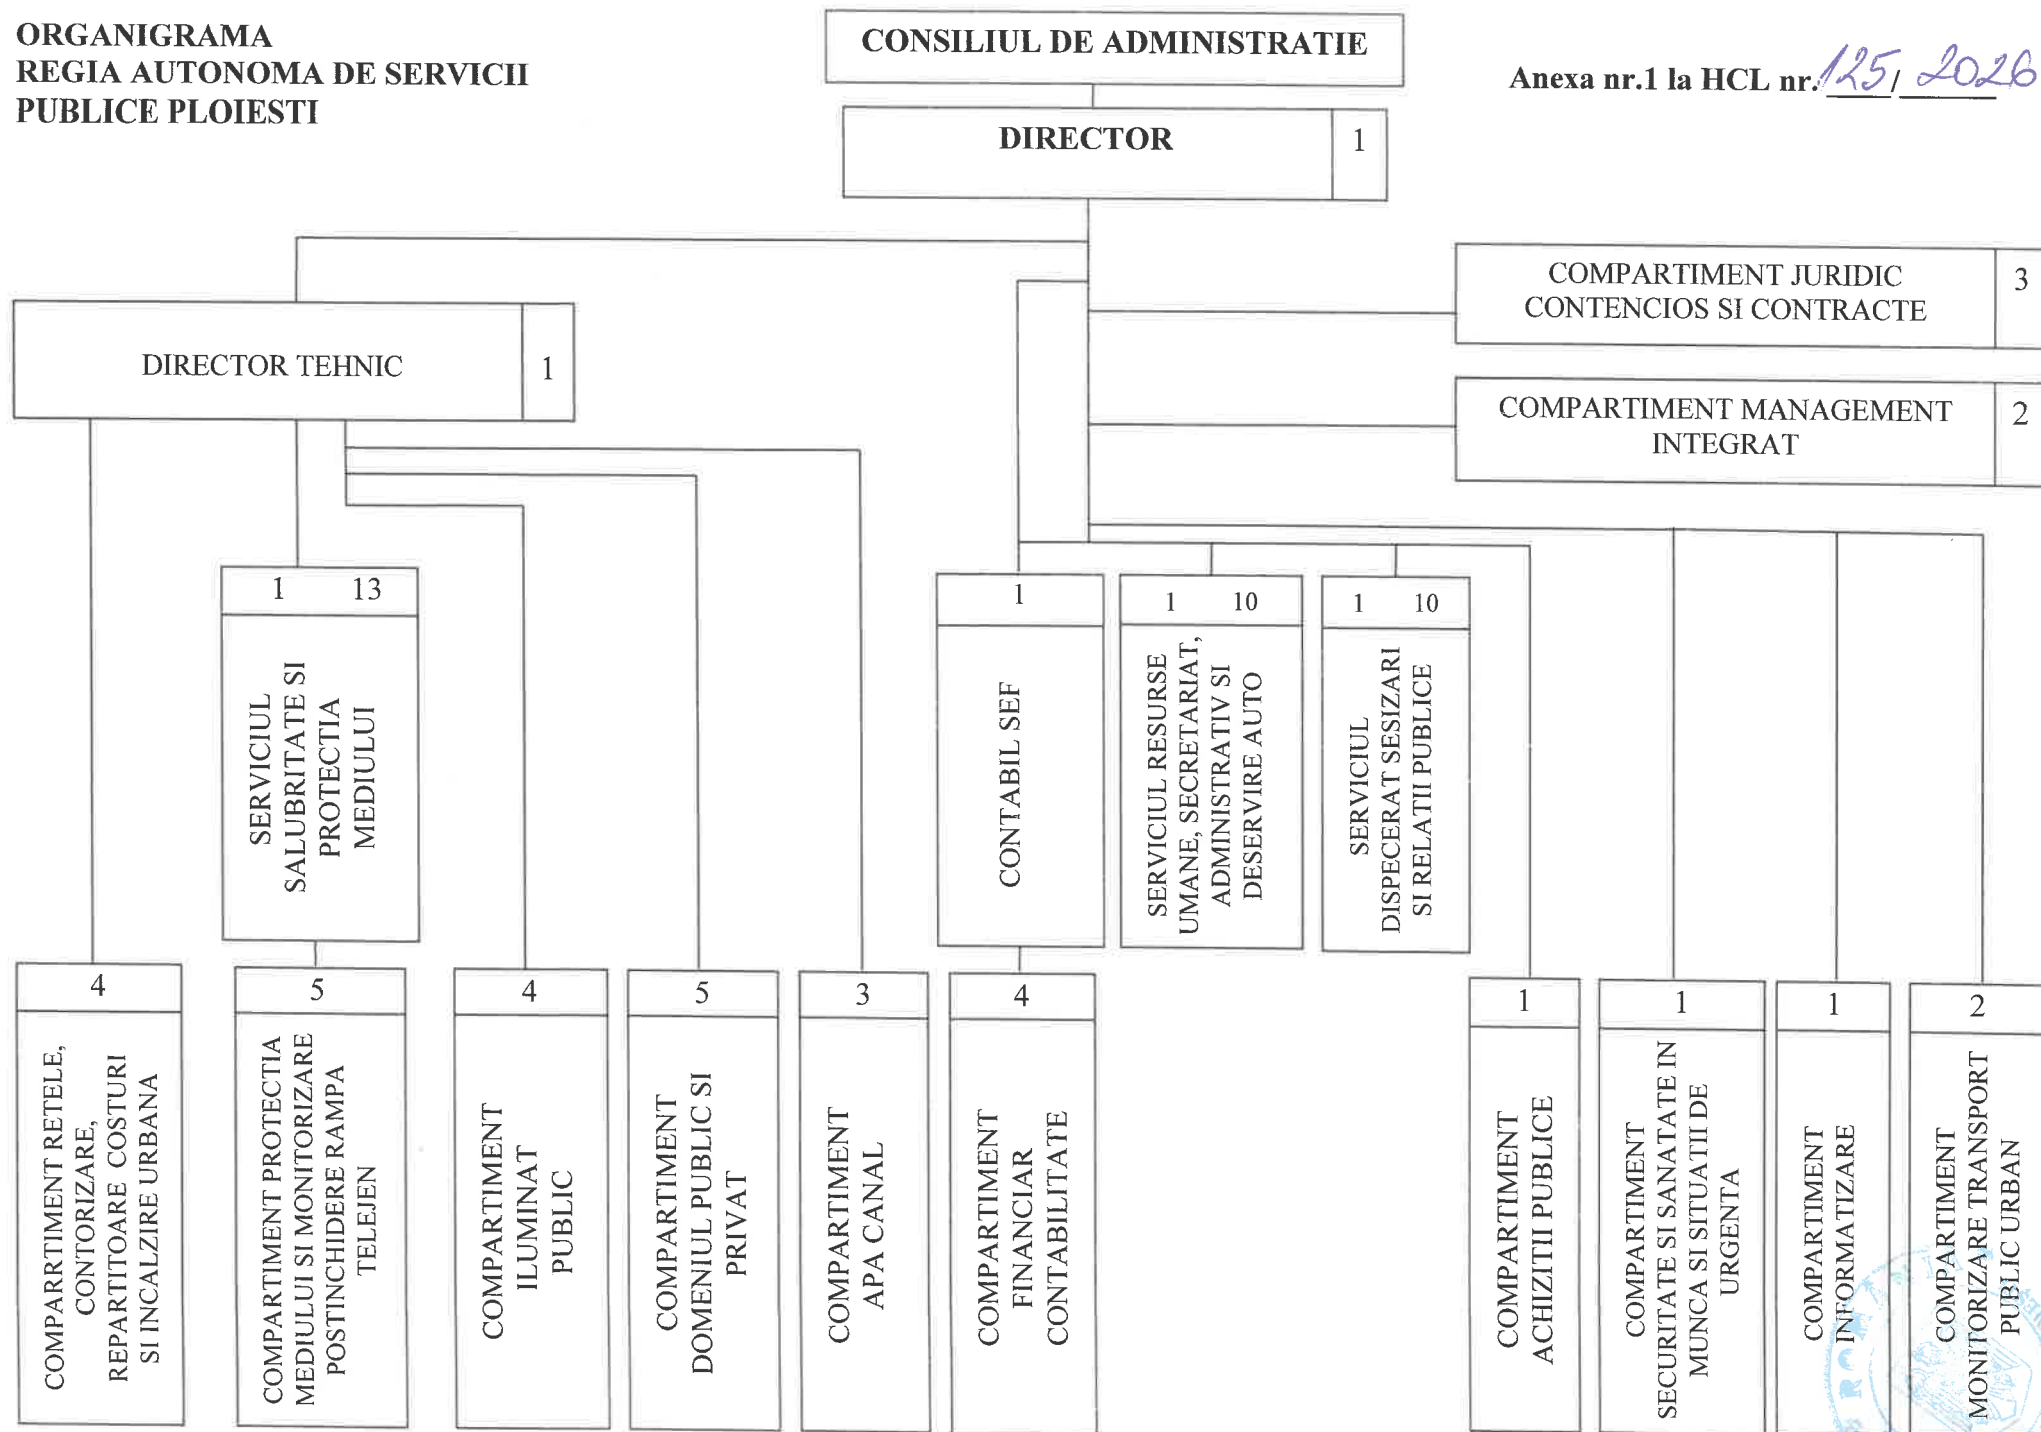 ORGANIGRAMA
REGIA AUTONOMA DE SERVICII
PUBLICE PLOIESTI
CONSILIUL DE ADMINISTRATIE
Anexa nr.1 la HCL nr. 125/ 2026
DIRECTOR
1
COMPARTIMENT JURIDIC
CONTENCIOS SI CONTRACTE
3
DIRECTOR TEHNIC
1
COMPARTIMENT MANAGEMENT
INTEGRAT
2
1 13
SERVICIUL
SALUBRITATE SI
PROTECTIA
MEDIULUI
1
CONTABIL SEF
1 10
SERVICIUL RESURSE
UMANE, SECRETARIAT,
ADMINISTRATIV SI
DESERVIRE AUTO
1 10
SERVICIUL
DISPECERAT SESIZARI
SI RELATII PUBLICE
4
COMPARRTIMENT RETELE,
CONTORIZARE,
REPARTITOARE COSTURI
SI INCALZIRE URBANA
5
COMPARTIMENT PROTECTIA
MEDIULUI SI MONITORIZARE
POSTINCHIDERE RAMPA
TELEJEN
4
COMPARTIMENT
ILUMINAT
PUBLIC
5
COMPARTIMENT
DOMENIUL PUBLIC SI
PRIVAT
3
COMPARTIMENT
APA CANAL
4
COMPARTIMENT
FINANCIAR
CONTABILITATE
1
COMPARTIMENT
ACHIZITII PUBLICE
1
COMPARTIMENT
SECURITATE SI SANATATE IN
MUNCA SI SITUATII DE
URGENTA
1
COMPARTIMENT
INFORMATIZARE
2
COMPARTIMENT
MONITORIZARE TRANSPORT
PUBLIC URBAN